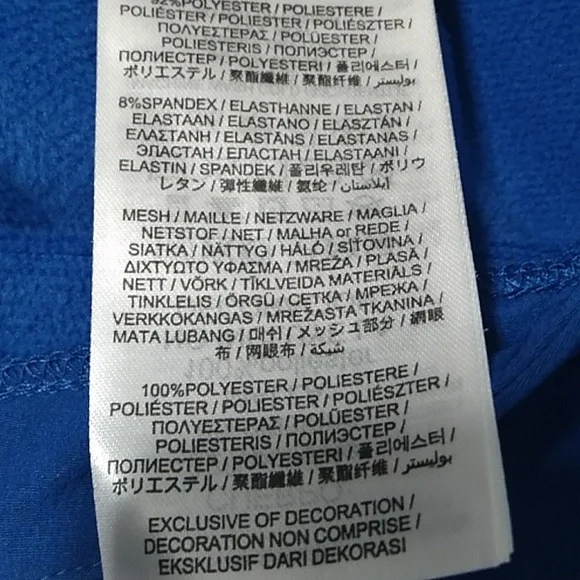 92%POLYESTER / POLIESTERE /
POLIÉSTER / POLIESTER / POLIÉSZTER /
ΠΟΛΥΕΣΤΕΡΑΣ / POLÜESTER /
POLIESTERIS / ПОЛИЭСТЕР /
ПОЛИЕСТЕР / POLYESTERI / 폴리에스터 /
ポリエステル / 聚酯纖維 / 聚酯纤维 / بوليستر
8%SPANDEX / ELASTHANNE / ELASTAN /
ELASTAAN / ELASTANO / ELASZTÁN /
ΕΛΑΣΤΑΝΗ / ELASTĀNS / ELASTANAS /
ЭЛАСТАН / ЕЛАСТАН / ELASTAANI /
ELASTIN / SPANDEK / 폴리우레탄 / ポリウ
レタン / 彈性纖維 / 氨纶 / إيلاستان
MESH / MAILLE / NETZWARE / MAGLIA /
NETSTOF / NET / MALHA or REDE /
SIATKA / NÄTTYG / HÁLÓ / SÍŤOVINA /
ΔΙΧΤΥΩΤΟ ΥΦΑΣΜΑ / MREŽA / PLASĂ /
NETT / VÕRK / TĪKLVEIDA MATERIĀLS /
TINKLELIS / ÖRGÜ / СЕТКА / МРЕЖА /
VERKKOKANGAS / MREŽASTA TKANINA /
MATA LUBANG / 매쉬 / メッシュ部分 / 網眼
布 / 网眼布 / شبكة
100%POLYESTER / POLIESTERE /
POLIÉSTER / POLIESTER / POLIÉSZTER /
ΠΟΛΥΕΣΤΕΡΑΣ / POLÜESTER /
POLIESTERIS / ПОЛИЭСТЕР /
ПОЛИЕСТЕР / POLYESTERI / 폴리에스터 /
ポリエステル / 聚酯纖維 / 聚酯纤维 / بوليستر
EXCLUSIVE OF DECORATION /
DECORATION NON COMPRISE /
EKSKLUSIF DARI DEKORASI